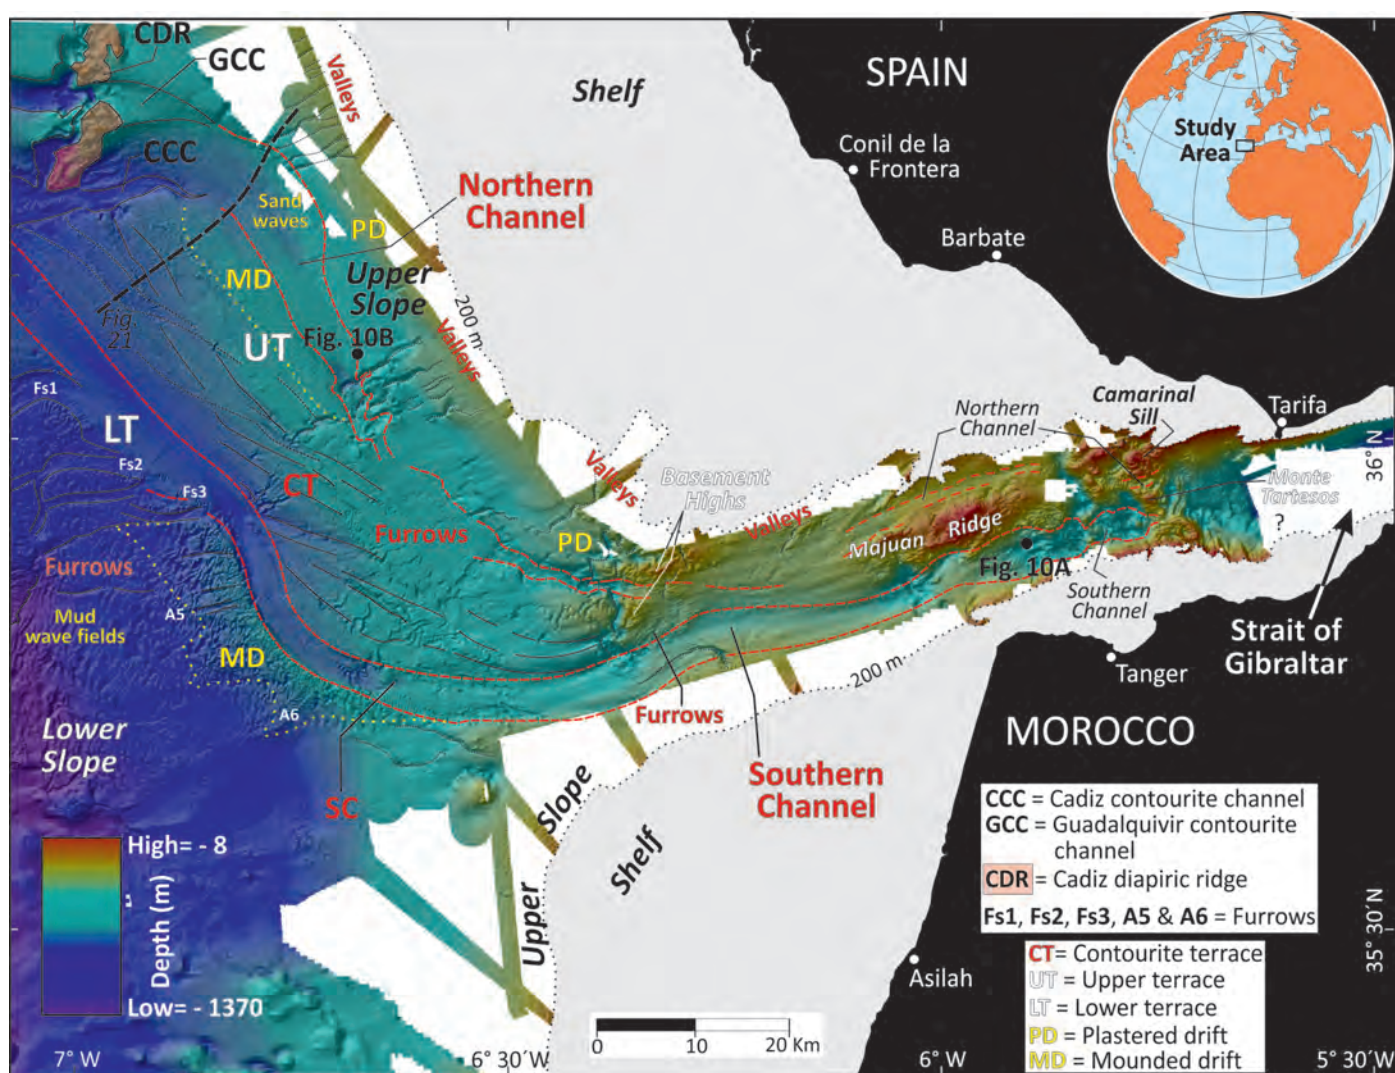 CDR
GCC
Valleys
Shelf
SPAIN
Study
Area
Conil de la
Frontera
CCC
Northern
Channel
Sand
waves
PD
Barbate
MD
Upper
Slope
200 m
Fig.
21
UT
Fig. 10B
Valleys
Fs1
Northern
Channel
Camarinal
Sill
Tarifa
LT
36° N
Fs2
Valleys
Basement
Highs
Fs3
CT
Monte
Tartesos
?
Furrows
Valleys
PD
Majuan Ridge
Fig. 10A
Furrows
Southern
Channel
Mud
wave fields
A5
MD
Strait of
Gibraltar
200 m
Tanger
A6
Furrows
Lower
Slope
MOROCCO
Southern
Channel
SC
Slope
Shelf
Upper
High= - 8
Depth (m)
Low= - 1370
CCC = Cadiz contourite channel
GCC = Guadalquivir contourite
channel
CDR = Cadiz diapiric ridge
Fs1, Fs2, Fs3, A5 & A6 = Furrows
35° 30´N
CT= Contourite terrace
UT = Upper terrace
LT = Lower terrace
PD = Plastered drift
MD = Mounded drift
Asilah
0 10 20 Km
7° W
6° 30´W
6° W
5° 30´W